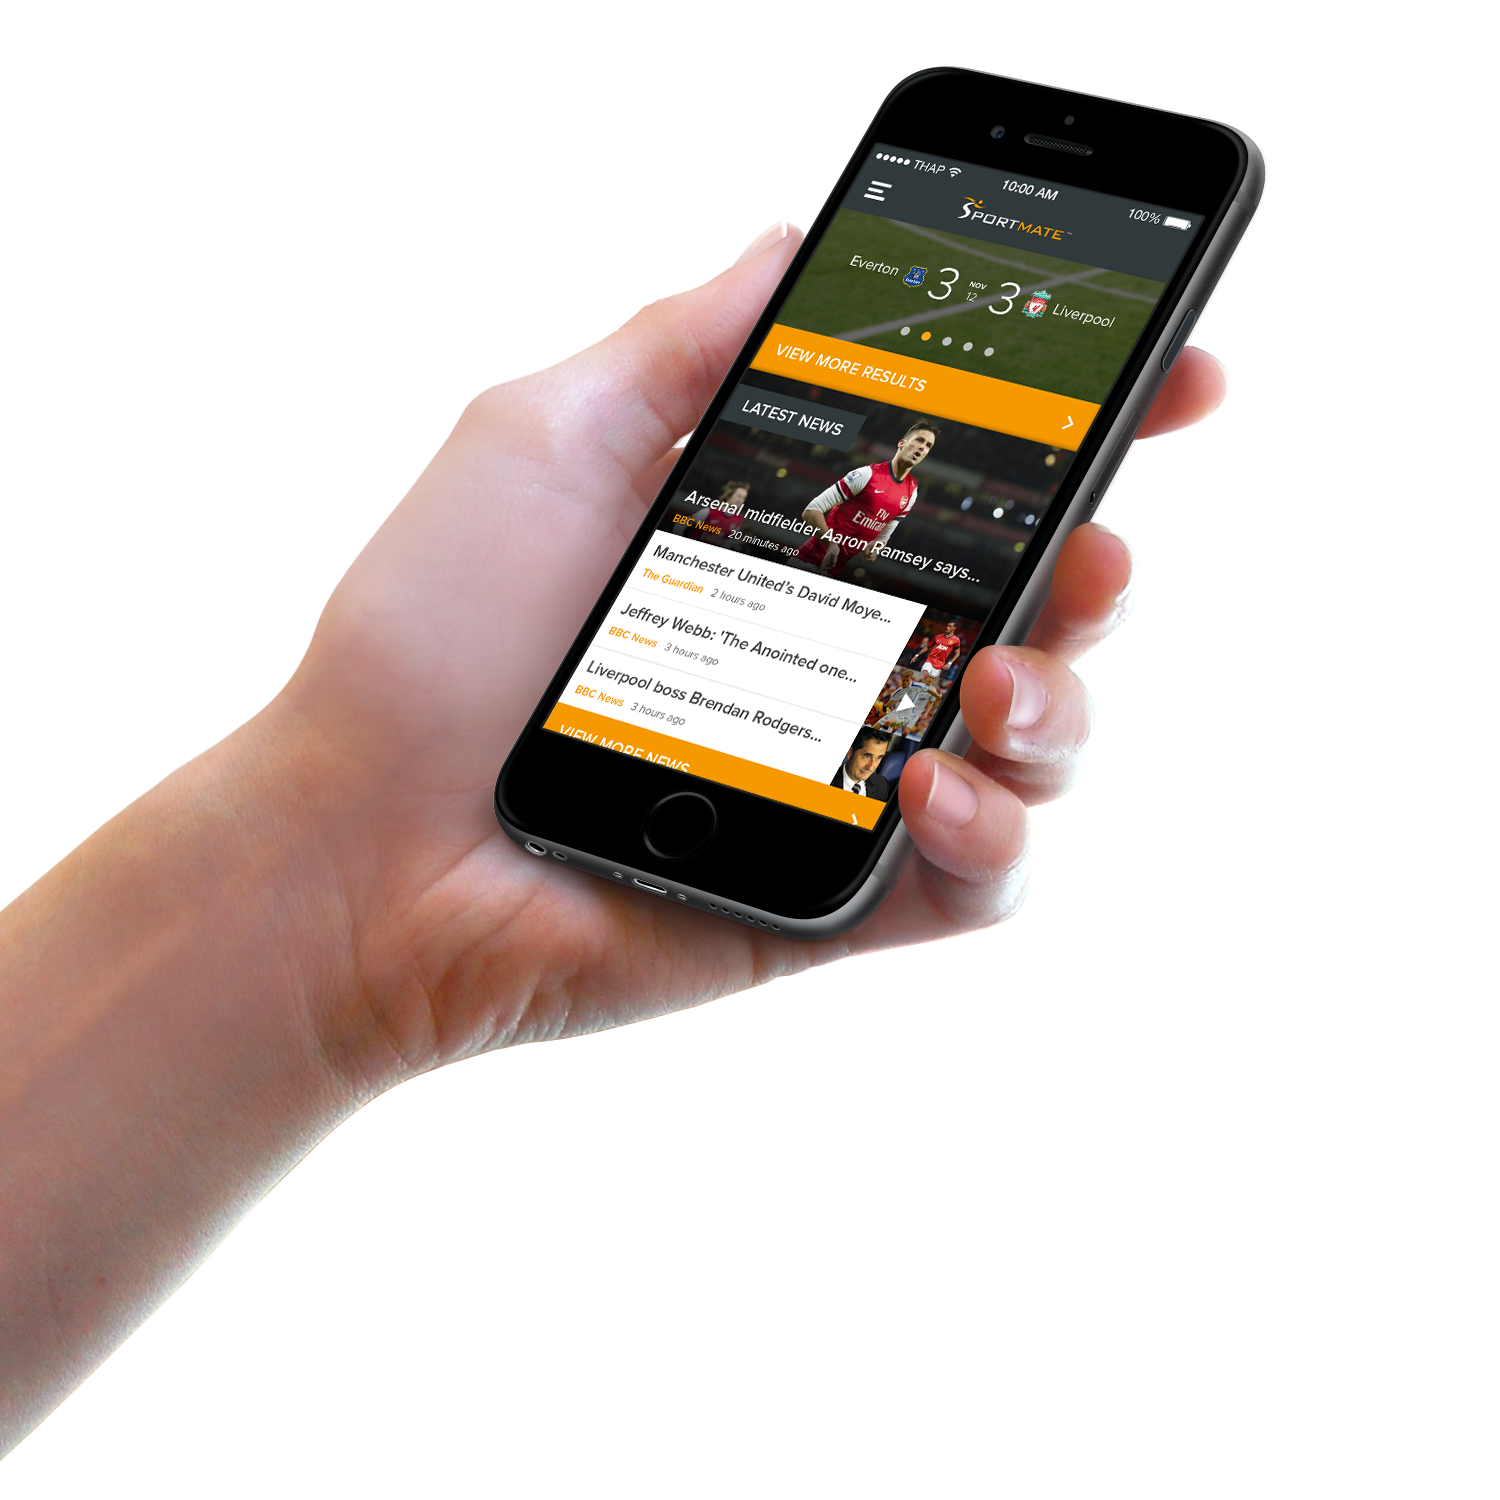 THAP
10:00 AM
100%
SPORTMATE™
Everton 3 NOV 12 3 Liverpool
VIEW MORE RESULTS
LATEST NEWS
Arsenal midfielder Aaron Ramsey says...
BBC News 20 minutes ago
Manchester United's David Moye...
The Guardian 2 hours ago
Jeffrey Webb: 'The Anointed one...
BBC News 3 hours ago
Liverpool boss Brendan Rodgers...
BBC News 3 hours ago
VIEW MORE NEWS
Fly
Emirates
AON